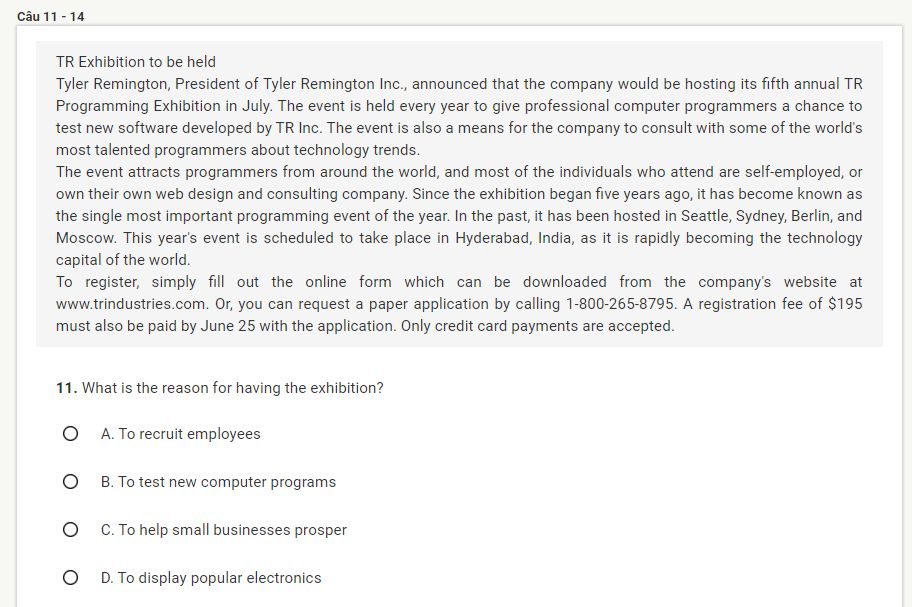 Câu 11 - 14
TR Exhibition to be held
Tyler Remington, President of Tyler Remington Inc., announced that the company would be hosting its fifth annual TR
Programming Exhibition in July. The event is held every year to give professional computer programmers a chance to
test new software developed by TR Inc. The event is also a means for the company to consult with some of the world's
most talented programmers about technology trends.
The event attracts programmers from around the world, and most of the individuals who attend are self-employed, or
own their own web design and consulting company. Since the exhibition began five years ago, it has become known as
the single most important programming event of the year. In the past, it has been hosted in Seattle, Sydney, Berlin, and
Moscow. This year's event is scheduled to take place in Hyderabad, India, as it is rapidly becoming the technology
capital of the world.
To register, simply fill out the online form which can be downloaded from the company's website at
www.trindustries.com. Or, you can request a paper application by calling 1-800-265-8795. A registration fee of $195
must also be paid by June 25 with the application. Only credit card payments are accepted.
11. What is the reason for having the exhibition?
A. To recruit employees
B. To test new computer programs
C. To help small businesses prosper
D. To display popular electronics